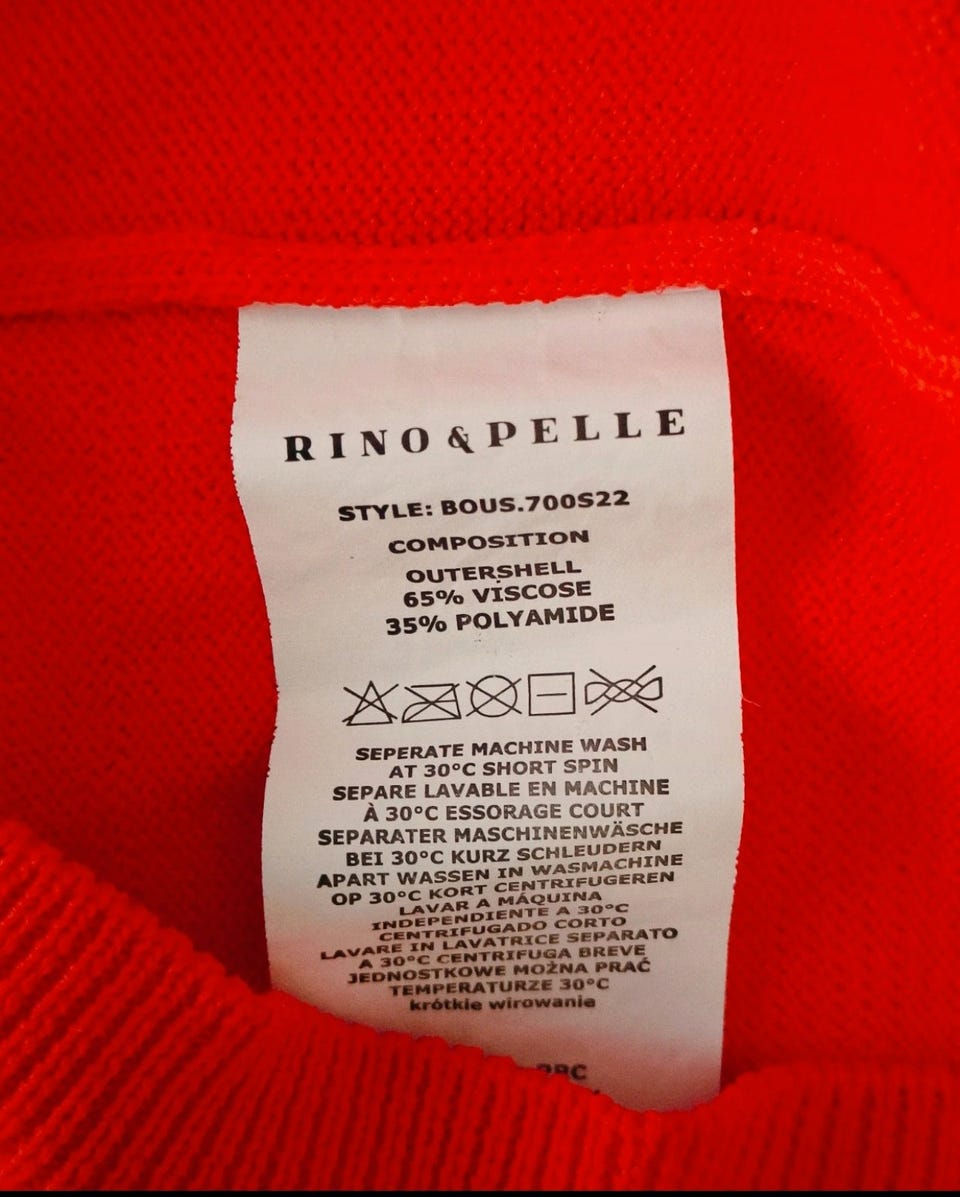 RINO & PELLE
STYLE: BOUS.700S22
COMPOSITION
OUTERSHELL
65% VISCOSE
35% POLYAMIDE
SEPERATE MACHINE WASH
AT 30°C SHORT SPIN
SEPARE LAVABLE EN MACHINE
À 30°C ESSORAGE COURT
SEPARATER MASCHINENWÄSCHE
BEI 30°C KURZ SCHLEUDERN
APART WASSEN IN WASMACHINE
OP 30°C KORT CENTRIFUGEREN
LAVAR A MÁQUINA
INDEPENDIENTE A 30°C
CENTRIFUGADO CORTO
LAVARE IN LAVATRICE SEPARATO
A 30°C CENTRIFUGA BREVE
JEDNOSTKOWE MOŻNA PRAĆ
TEMPERATURZE 30°C
krótkie wirowanie